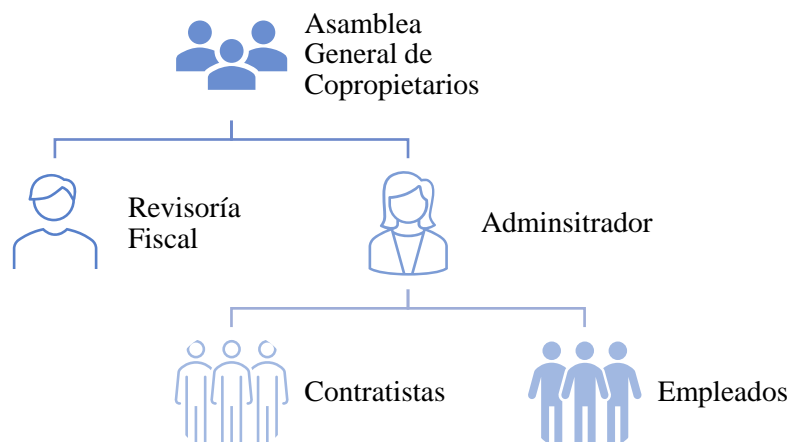 Asamblea
General de
Copropietarios
Revisoría
Fiscal
Adminsitrador
Contratistas
Empleados